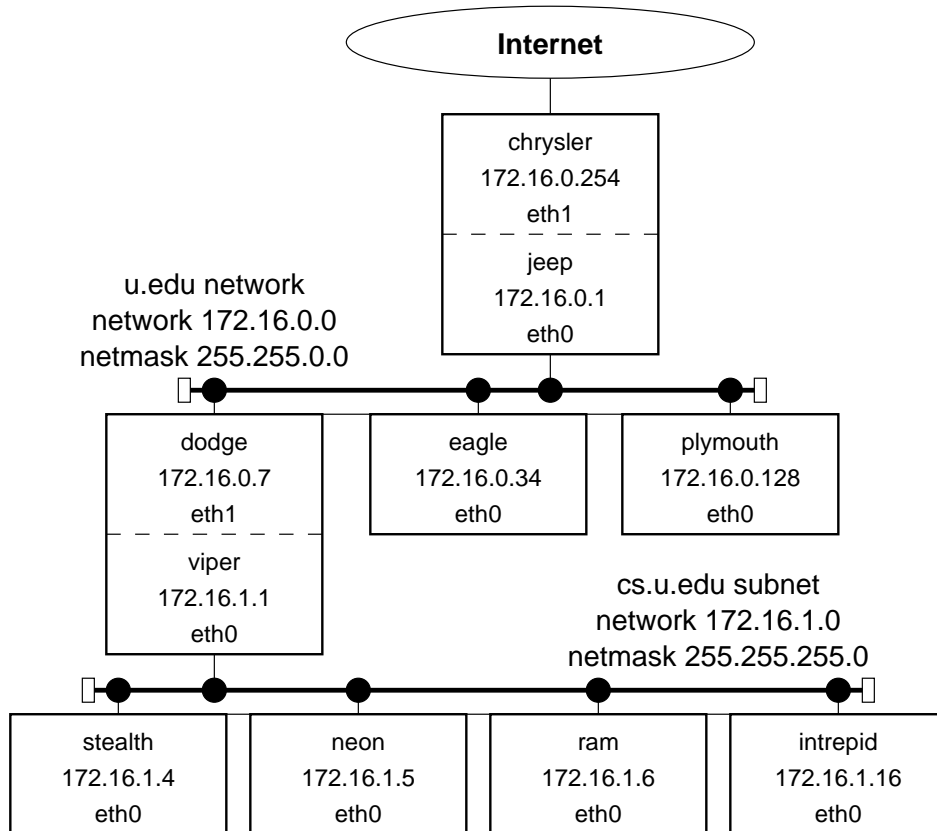 Internet
chrysler
172.16.0.254
eth1
jeep
172.16.0.1
eth0
u.edu network
network 172.16.0.0
netmask 255.255.0.0
dodge
172.16.0.7
eth1
viper
172.16.1.1
eth0
eagle
172.16.0.34
eth0
plymouth
172.16.0.128
eth0
cs.u.edu subnet
network 172.16.1.0
netmask 255.255.255.0
stealth
172.16.1.4
eth0
neon
172.16.1.5
eth0
ram
172.16.1.6
eth0
intrepid
172.16.1.16
eth0